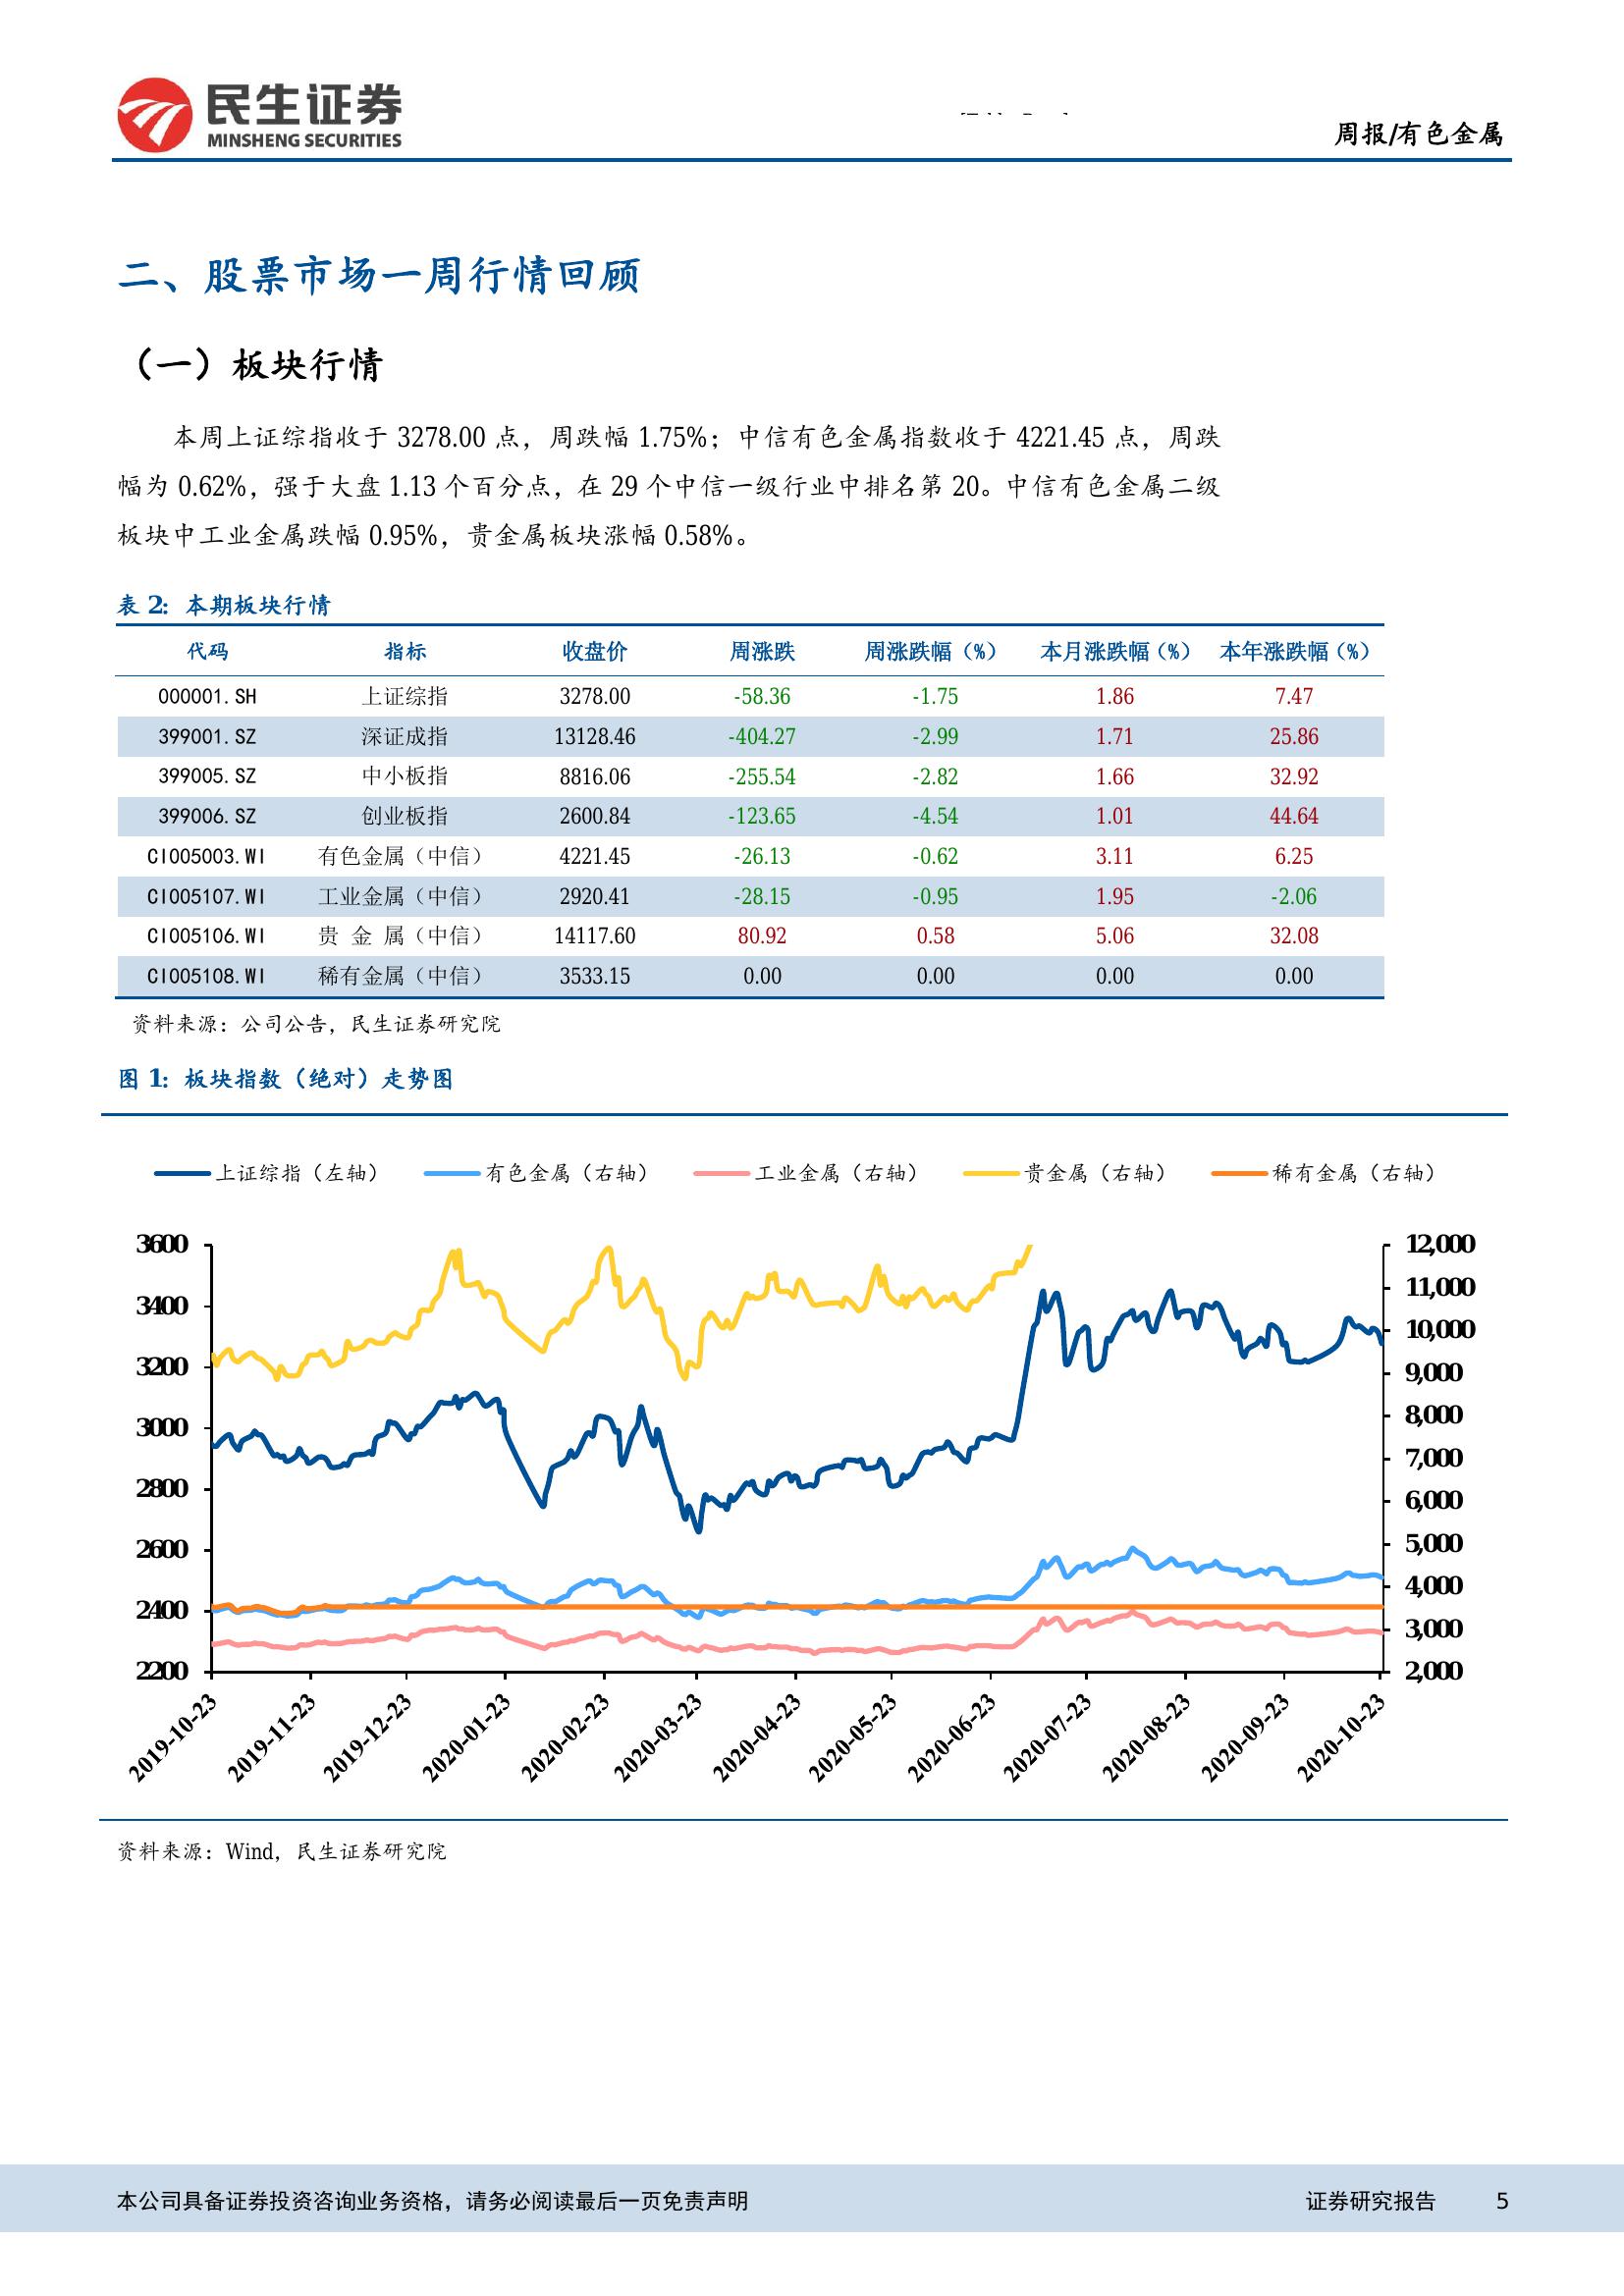 民生证券
MINSHENG SECURITIES
周报/有色金属
二、股票市场一周行情回顾
（一）板块行情
本周上证综指收于 3278.00 点，周跌幅 1.75%；中信有色金属指数收于 4221.45 点，周跌
幅为 0.62%，强于大盘 1.13 个百分点，在 29 个中信一级行业中排名第 20。中信有色金属二级
板块中工业金属跌幅 0.95%，贵金属板块涨幅 0.58%。
表 2：本期板块行情
代码 指标 收盘价 周涨跌 周涨跌幅（%） 本月涨跌幅（%） 本年涨跌幅（%）
000001.SH 上证综指 3278.00 -58.36 -1.75 1.86 7.47
399001.SZ 深证成指 13128.46 -404.27 -2.99 1.71 25.86
399005.SZ 中小板指 8816.06 -255.54 -2.82 1.66 32.92
399006.SZ 创业板指 2600.84 -123.65 -4.54 1.01 44.64
CI005003.WI 有色金属（中信） 4221.45 -26.13 -0.62 3.11 6.25
CI005107.WI 工业金属（中信） 2920.41 -28.15 -0.95 1.95 -2.06
CI005106.WI 贵 金 属（中信） 14117.60 80.92 0.58 5.06 32.08
CI005108.WI 稀有金属（中信） 3533.15 0.00 0.00 0.00 0.00
资料来源：公司公告，民生证券研究院
图 1：板块指数（绝对）走势图
上证综指（左轴） 有色金属（右轴） 工业金属（右轴） 贵金属（右轴） 稀有金属（右轴）
3600 12,000
11,000
3400
10,000
3200
9,000
3000 8,000
7,000
2800
6,000
2600 5,000
4,000
2400
3,000
2200 2,000
2019-10-23 2019-11-23 2019-12-23 2020-01-23 2020-02-23 2020-03-23 2020-04-23 2020-05-23 2020-06-23 2020-07-23 2020-08-23 2020-09-23 2020-10-23
资料来源：Wind，民生证券研究院
本公司具备证券投资咨询业务资格，请务必阅读最后一页免责声明 证券研究报告 5